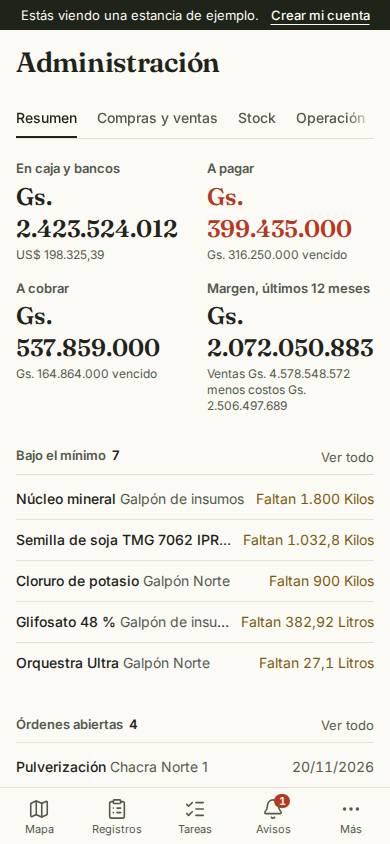 Estás viendo una estancia de ejemplo. Crear mi cuenta
Administración
Resumen Compras y ventas Stock Operación
En caja y bancos
Gs.
2.423.524.012
US$ 198.325,39
A pagar
Gs.
399.435.000
Gs. 316.250.000 vencido
A cobrar
Gs.
537.859.000
Gs. 164.864.000 vencido
Margen, últimos 12 meses
Gs.
2.072.050.883
Ventas Gs. 4.578.548.572
menos costos Gs.
2.506.497.689
Bajo el mínimo 7 Ver todo
Núcleo mineral Galpón de insumos Faltan 1.800 Kilos
Semilla de soja TMG 7062 IPR... Faltan 1.032,8 Kilos
Cloruro de potasio Galpón Norte Faltan 900 Kilos
Glifosato 48 % Galpón de insu... Faltan 382,92 Litros
Orquestra Ultra Galpón Norte Faltan 27,1 Litros
Órdenes abiertas 4 Ver todo
Pulverización Chacra Norte 1 20/11/2026
1
Mapa Registros Tareas Avisos Más